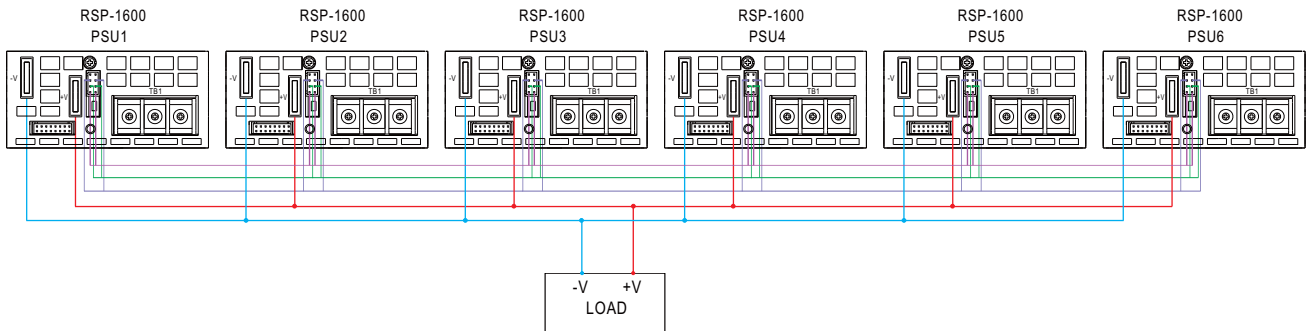 RSP-1600 RSP-1600 RSP-1600 RSP-1600 RSP-1600 RSP-1600
PSU1 PSU2 PSU3 PSU4 PSU5 PSU6
-V -V -V -V -V -V
+V TB1 +V TB1 +V TB1 +V TB1 +V TB1 +V TB1
-V +V
LOAD